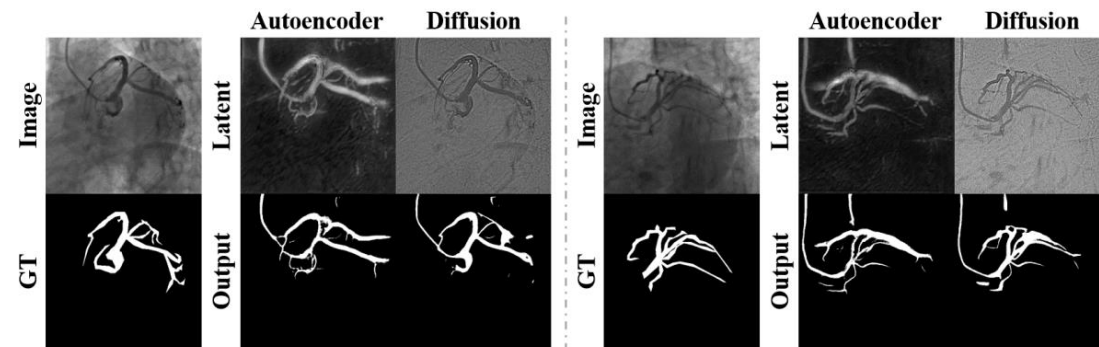 Autoencoder Diffusion Autoencoder Diffusion
Image Latent Image Latent
GT Output GT Output